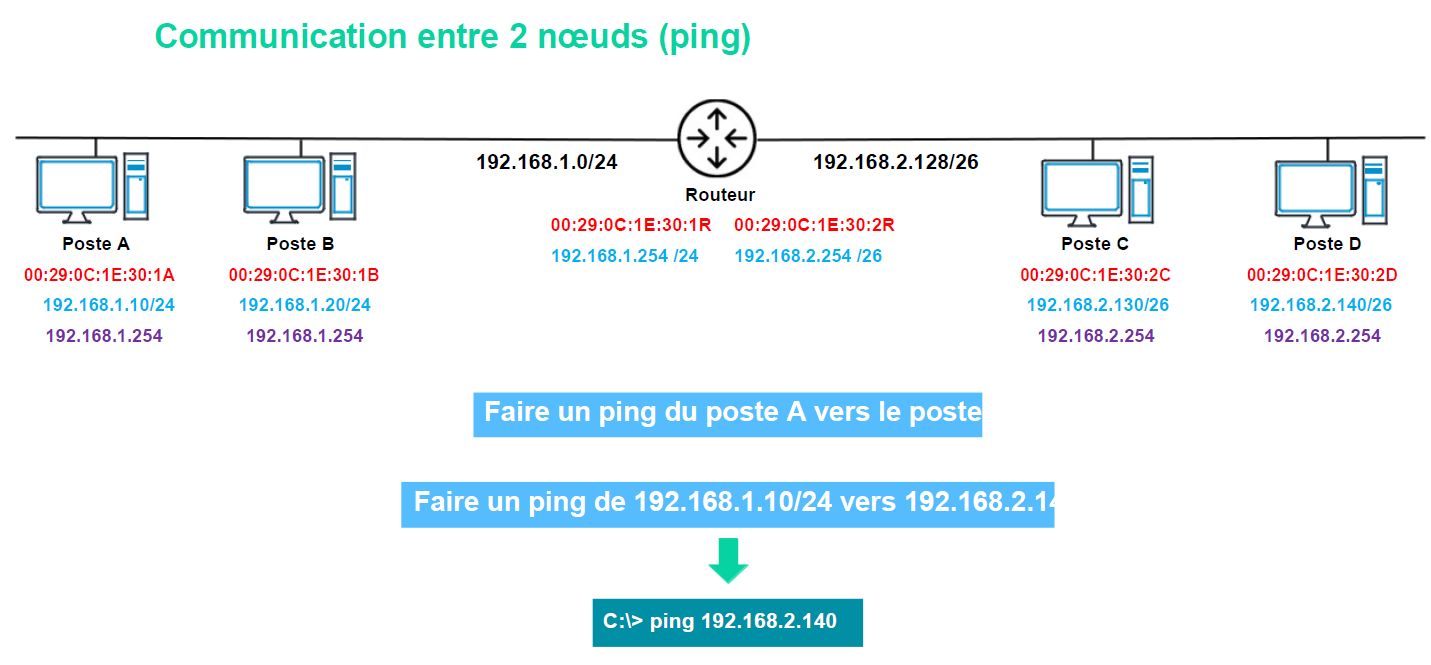 Communication entre 2 nœuds (ping)
192.168.1.0/24
192.168.2.128/26
Routeur
00:29:0C:1E:30:1R
00:29:0C:1E:30:2R
192.168.1.254 /24
192.168.2.254 /26
Poste A
00:29:0C:1E:30:1A
192.168.1.10/24
192.168.1.254
Poste B
00:29:0C:1E:30:1B
192.168.1.20/24
192.168.1.254
Poste C
00:29:0C:1E:30:2C
192.168.2.130/26
192.168.2.254
Poste D
00:29:0C:1E:30:2D
192.168.2.140/26
192.168.2.254
Faire un ping du poste A vers le poste
Faire un ping de 192.168.1.10/24 vers 192.168.2.14
C:\> ping 192.168.2.140